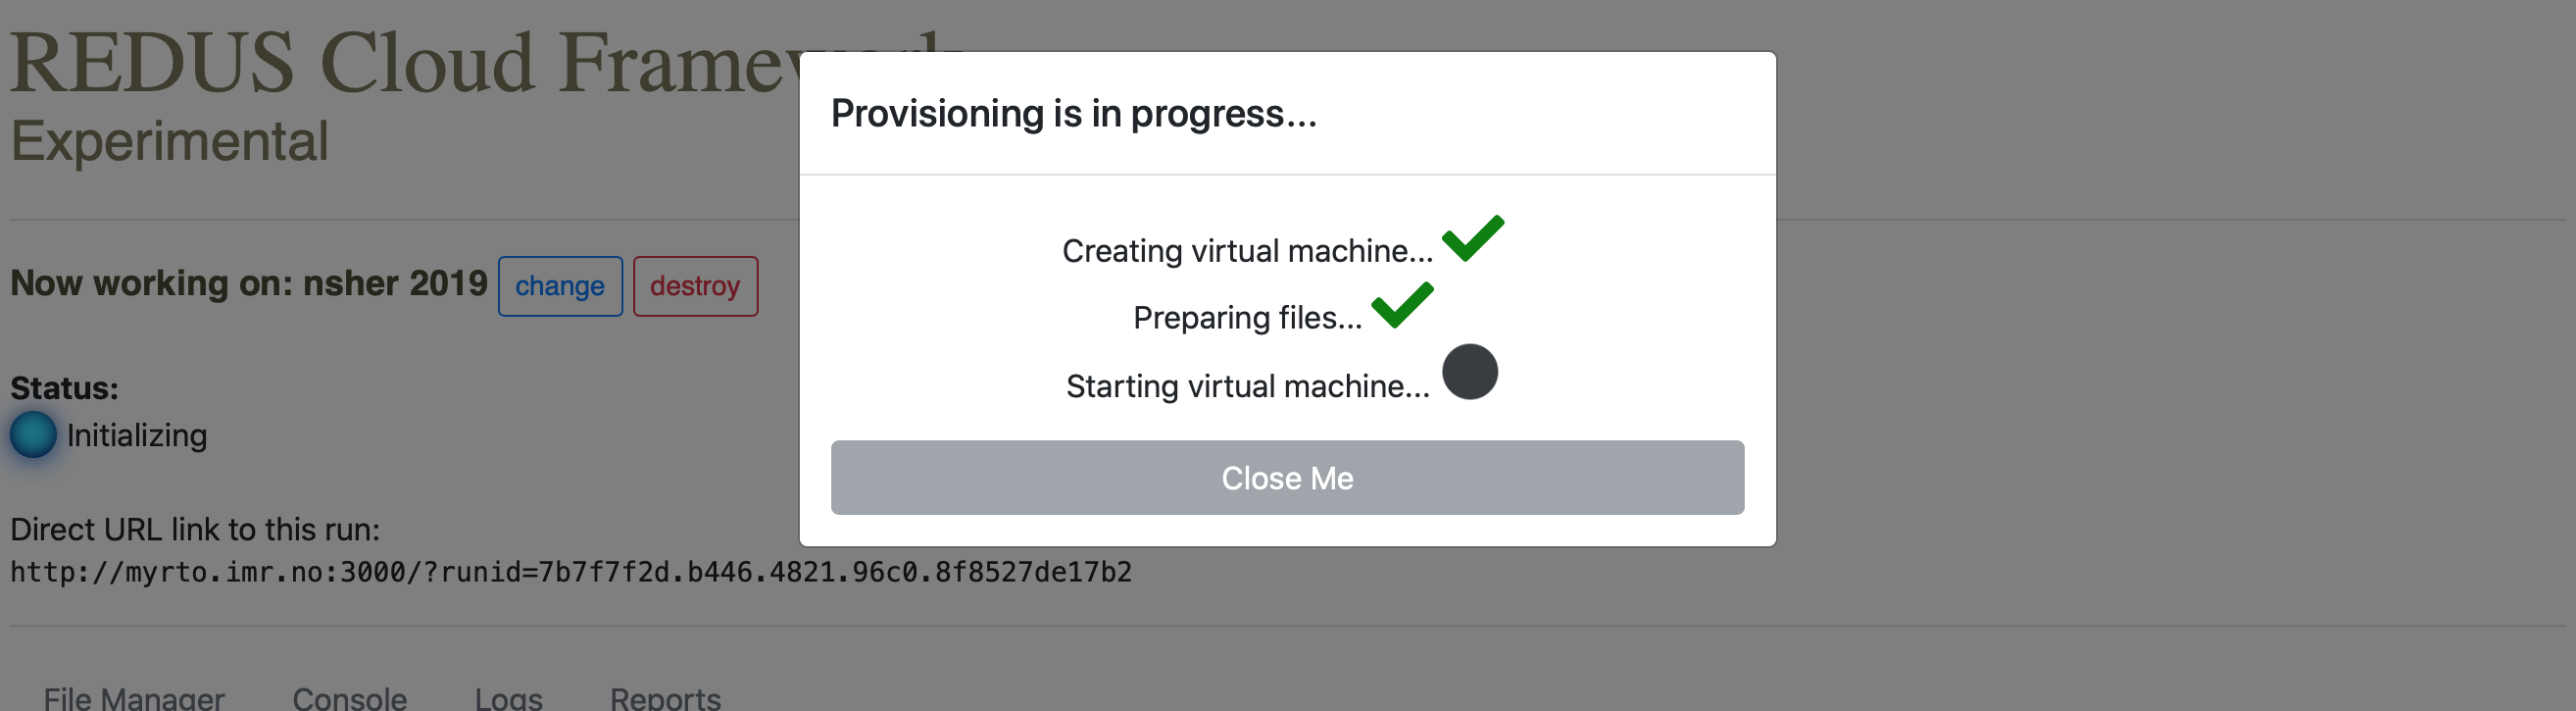 REDUS Cloud Framework
Experimental
Now working on: nsher 2019 change destroy
Status:
Initializing
Direct URL link to this run:
http://myrto.imr.no:3000/?runid=7b7f7f2d.b446.4821.96c0.8f8527de17b2
File Manager Console Logs Reports
Provisioning is in progress...
Creating virtual machine...
Preparing files...
Starting virtual machine...
Close Me